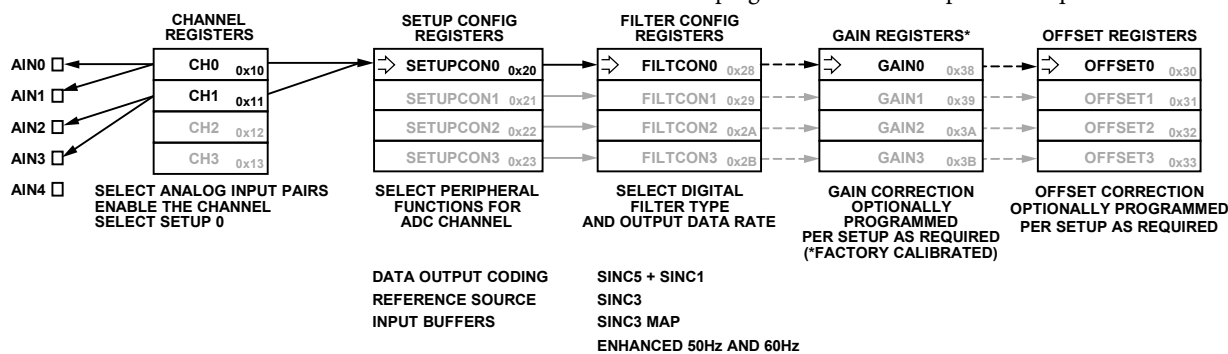 CHANNEL REGISTERS
SETUP CONFIG REGISTERS
FILTER CONFIG REGISTERS
GAIN REGISTERS*
OFFSET REGISTERS
AIN0
CH0 0x10
SETUPCON0 0x20
FILTCON0 0x28
GAIN0 0x38
OFFSET0 0x30
AIN1
CH1 0x11
SETUPCON1 0x21
FILTCON1 0x29
GAIN1 0x39
OFFSET1 0x31
AIN2
CH2 0x12
SETUPCON2 0x22
FILTCON2 0x2A
GAIN2 0x3A
OFFSET2 0x32
AIN3
CH3 0x13
SETUPCON3 0x23
FILTCON3 0x2B
GAIN3 0x3B
OFFSET3 0x33
AIN4
SELECT ANALOG INPUT PAIRS
ENABLE THE CHANNEL
SELECT SETUP 0
SELECT PERIPHERAL
FUNCTIONS FOR
ADC CHANNEL
SELECT DIGITAL
FILTER TYPE
AND OUTPUT DATA RATE
GAIN CORRECTION
OPTIONALLY
PROGRAMMED
PER SETUP AS REQUIRED
(*FACTORY CALIBRATED)
OFFSET CORRECTION
OPTIONALLY PROGRAMMED
PER SETUP AS REQUIRED
DATA OUTPUT CODING
REFERENCE SOURCE
INPUT BUFFERS
SINC5 + SINC1
SINC3
SINC3 MAP
ENHANCED 50Hz AND 60Hz